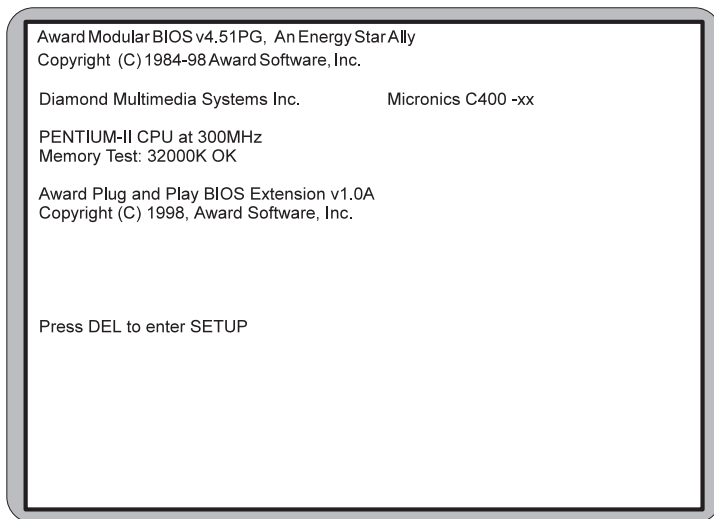 Award Modular BIOS v4.51PG, An Energy Star Ally
Copyright (C) 1984-98 Award Software, Inc.
Diamond Multimedia Systems Inc. Micronics C400 -xx
PENTIUM-II CPU at 300MHz
Memory Test: 32000K OK
Award Plug and Play BIOS Extension v1.0A
Copyright (C) 1998, Award Software, Inc.
Press DEL to enter SETUP